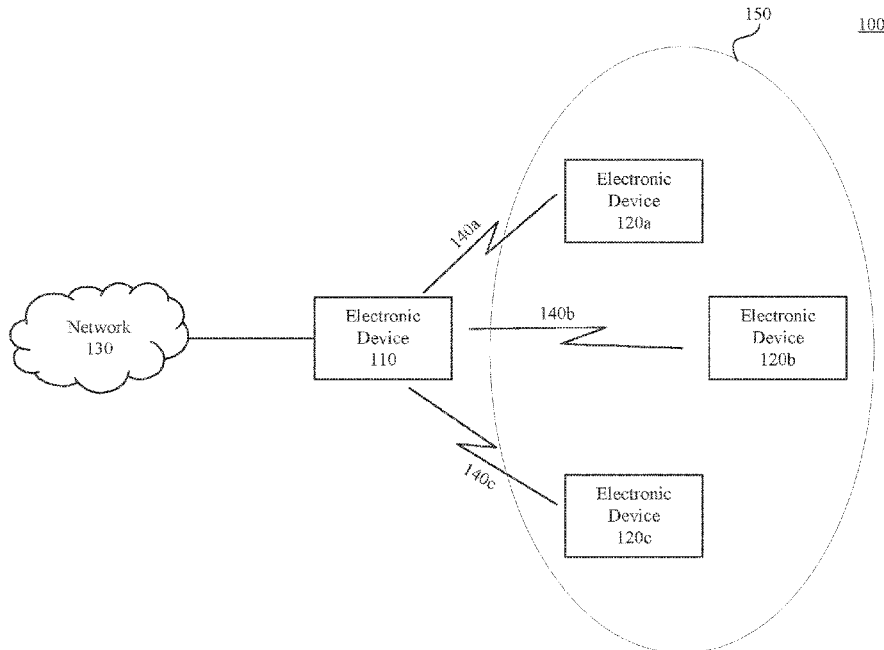 150
100
Electronic
Device
120a
140a
Network
130
Electronic
Device
110
140b
Electronic
Device
120b
140c
Electronic
Device
120c